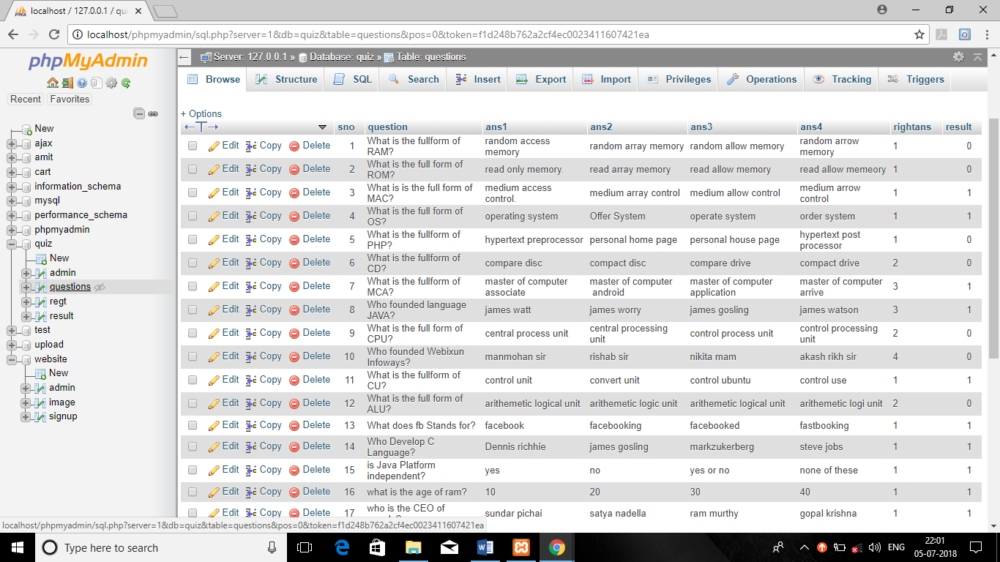 localhost / 127.0.0.1 / qui
localhost/phpmyadmin/sql.php?server=1&db=quiz&table=questions&pos=0&token=f1d248b762a2cf4ec0023411607421ea
phpMyAdmin
Recent Favorites
New
ajax
amit
cart
information_schema
mysql
performance_schema
phpmyadmin
quiz
New
admin
questions
regt
result
test
upload
website
New
admin
image
signup
Server: 127.0.0.1 » Database: quiz » Table: questions
Browse Structure SQL Search Insert Export Import Privileges Operations Tracking Triggers
+ Options
sno question ans1 ans2 ans3 ans4 rightans result
Edit Copy Delete 1 What is the fullform of RAM? random access memory random array memory random allow memory random arrow memory 1 0
Edit Copy Delete 2 What is the full form of ROM? read only memory. read array memory read allow memory read allow memeory 1 0
Edit Copy Delete 3 What is is the full form of MAC? medium access control. medium array control medium allow control medium arrow control 1 1
Edit Copy Delete 4 What is the full form of OS? operating system Offer System operate system order system 1 1
Edit Copy Delete 5 What is the fullform of PHP? hypertext preprocessor personal home page personal house page hypertext post processor 1 0
Edit Copy Delete 6 What is the fullform of CD? compare disc compact disc compare drive compact drive 2 0
Edit Copy Delete 7 What is the fullform of MCA? master of computer associate master of computer android master of computer application master of computer arrive 3 1
Edit Copy Delete 8 Who founded language JAVA? james watt james worry james gosling james watson 3 1
Edit Copy Delete 9 What is the full form of CPU? central process unit central processing unit control process unit control processing unit 2 0
Edit Copy Delete 10 Who founded Webixun Infoways? manmohan sir rishab sir nikita mam akash rikh sir 4 0
Edit Copy Delete 11 What is the fullform of CU? control unit convert unit control ubuntu control use 1 1
Edit Copy Delete 12 What is the full form of ALU? arithemetic logical unit arithemetic logic unit arithemetic logical unit arithemetic logi unit 2 0
Edit Copy Delete 13 What does fb Stands for? facebook facebooking facebooked fastbooking 1 1
Edit Copy Delete 14 Who Develop C Language? Dennis richhie james gosling markzukerberg steve jobs 1 1
Edit Copy Delete 15 is Java Platform independent? yes no yes or no none of these 1 1
Edit Copy Delete 16 what is the age of ram? 10 20 30 40 1 1
Edit Copy Delete 17 who is the CEO of sundar pichai satya nadella ram murthy gopal krishna 1 1
localhost/phpmyadmin/sql.php?server=1&db=quiz&table=questions&pos=0&token=f1d248b762a2cf4ec0023411607421ea
Type here to search
ENG
22:01
05-07-2018